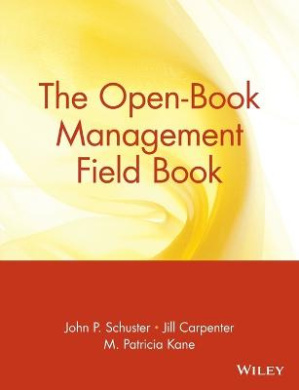 The Open-Book
Management
Field Book
John P. Schuster • Jill Carpenter
M. Patricia Kane
WILEY